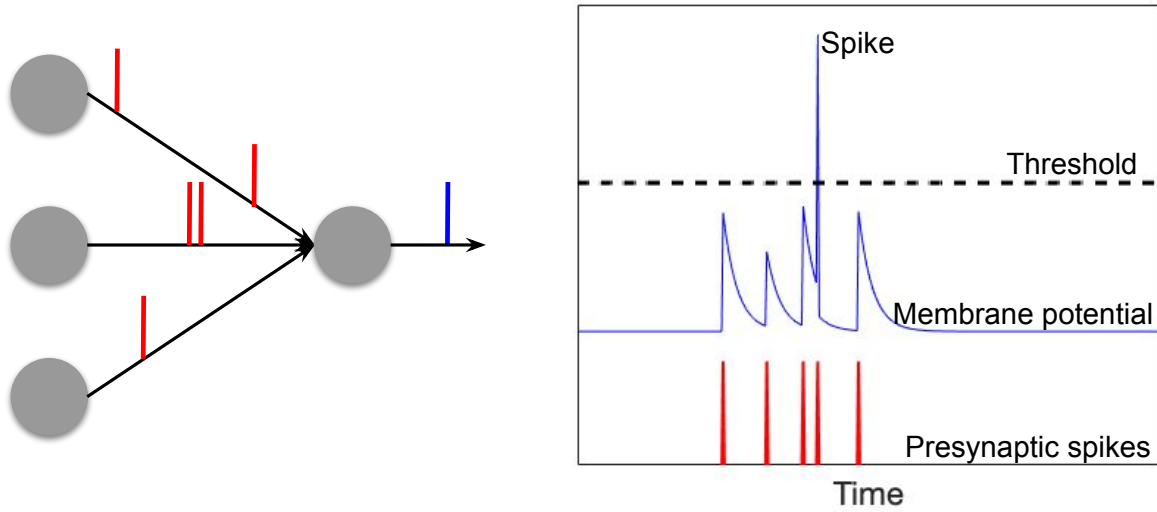 Spike
Threshold
Membrane potential
Presynaptic spikes
Time